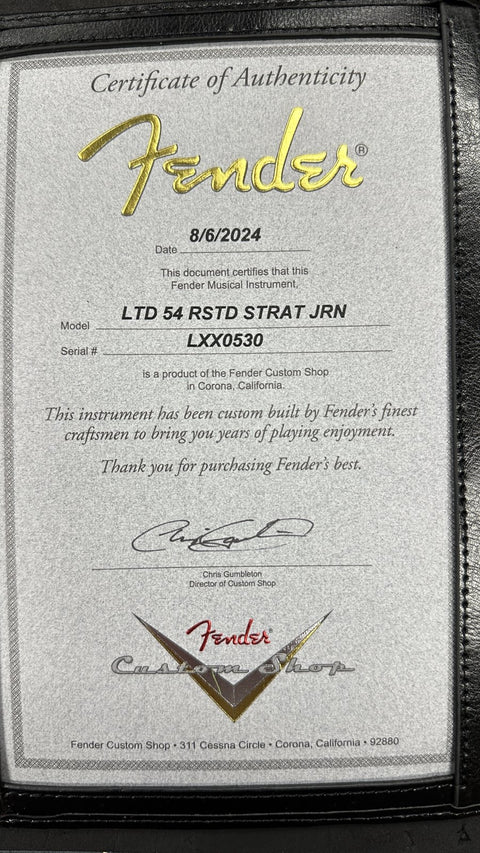 Certificate of Authenticity
Fender®
8/6/2024
Date
This document certifies that this
Fender Musical Instrument,
LTD 54 RSTD STRAT JRN
Model
LXX0530
Serial #
is a product of the Fender Custom Shop
in Corona, California.
This instrument has been custom built by Fender's finest
craftsmen to bring you years of playing enjoyment.
Thank you for purchasing Fender's best.
Chris Gumbleton
Director of Custom Shop
Fender®
Custom Shop
Fender Custom Shop • 311 Cessna Circle • Corona, California • 92880